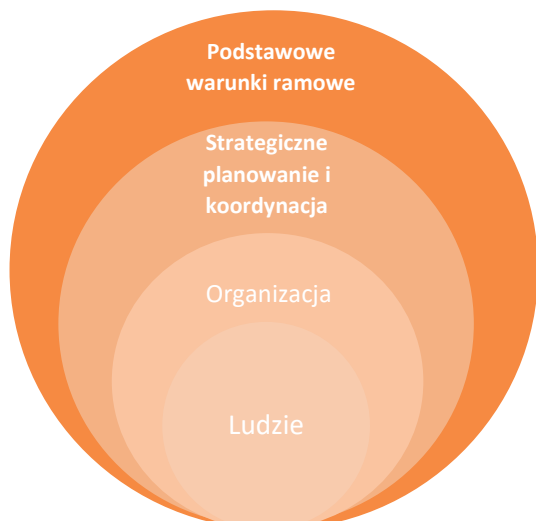 Podstawowe
warunki ramowe
Strategiczne
planowanie i
koordynacja
Organizacja
Ludzie